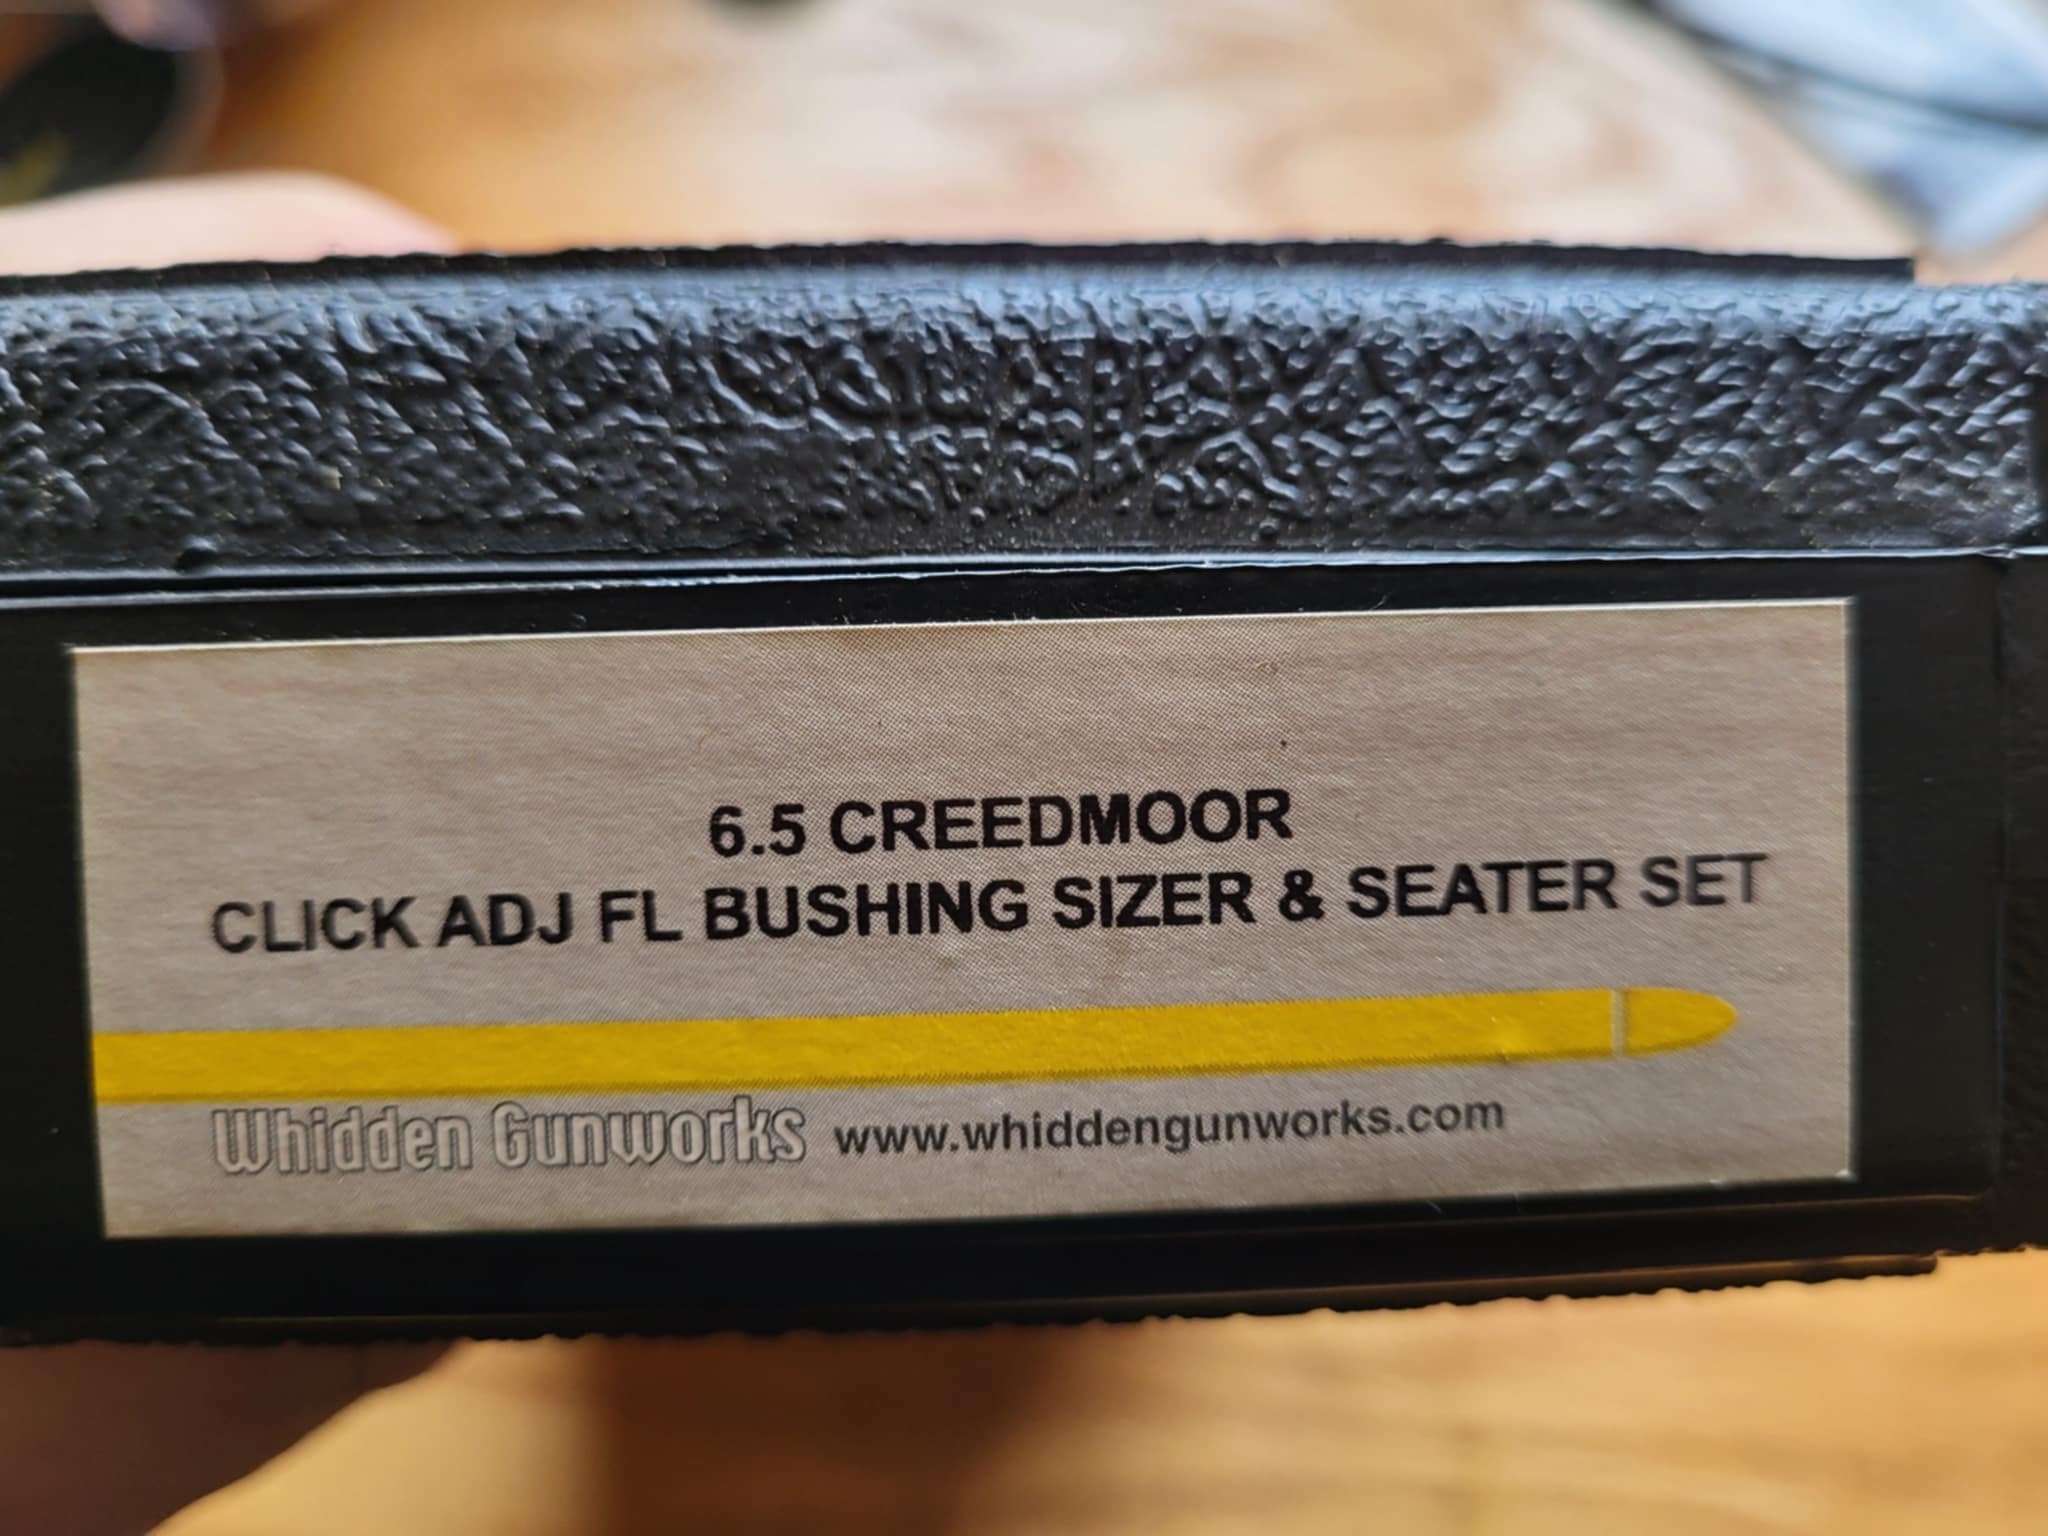 6.5 CREEDMOOR
CLICK ADJ FL BUSHING SIZER & SEATER SET
Whidden Gunworks www.whiddengunworks.com